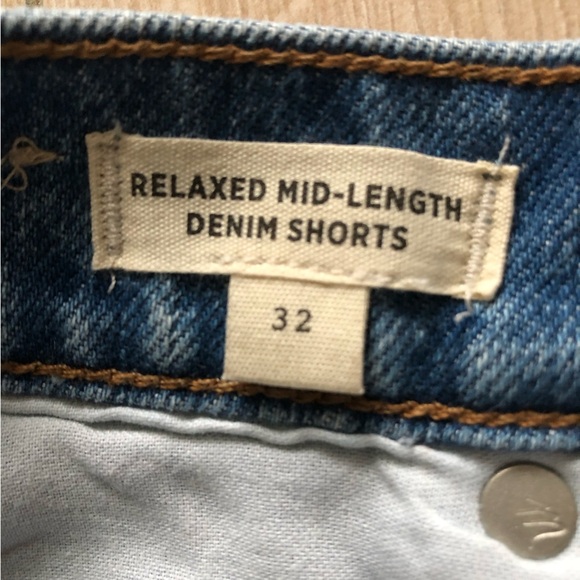 RELAXED MID-LENGTH
DENIM SHORTS
32